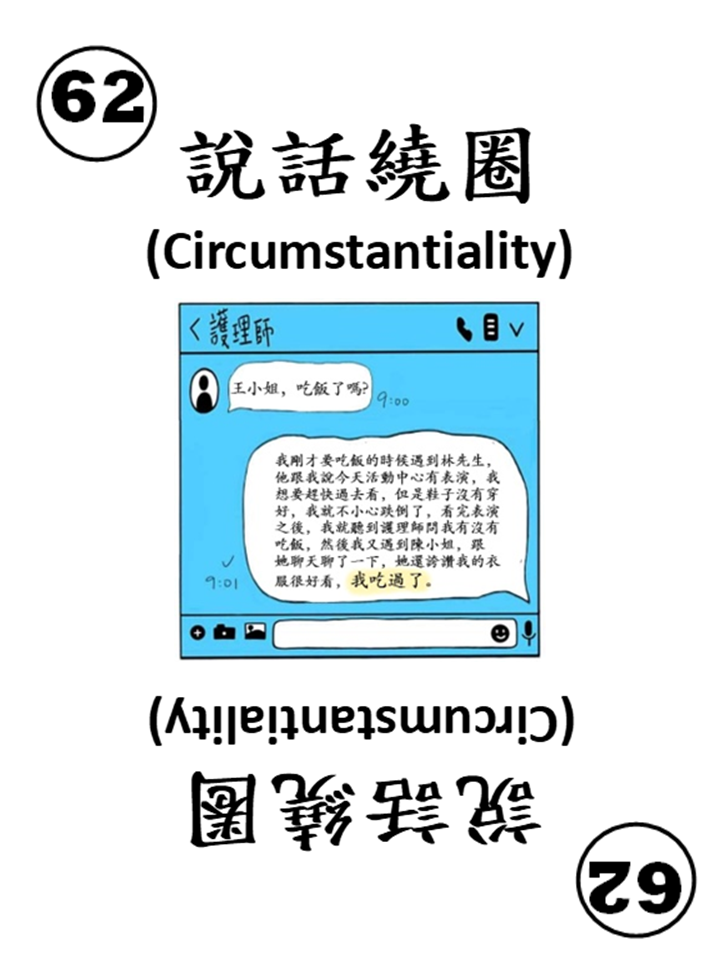 62
說話繞圈
(Circumstantiality)
< 護理師
王小姐，吃飯了嗎?
9:00
我剛才要吃飯的時候遇到林先生，
他跟我說今天活動中心有表演，我
想要趕快過去看，但是鞋子沒有穿
好，我就不小心跌倒了，看完表演
之後，我就聽到護理師問我有沒有
吃飯，然後我又遇到陳小姐，跟
她聊天聊了一下，她還誇讚我的衣
服很好看，我吃過了。
9:01
(Circumstantiality)
說話繞圈
62